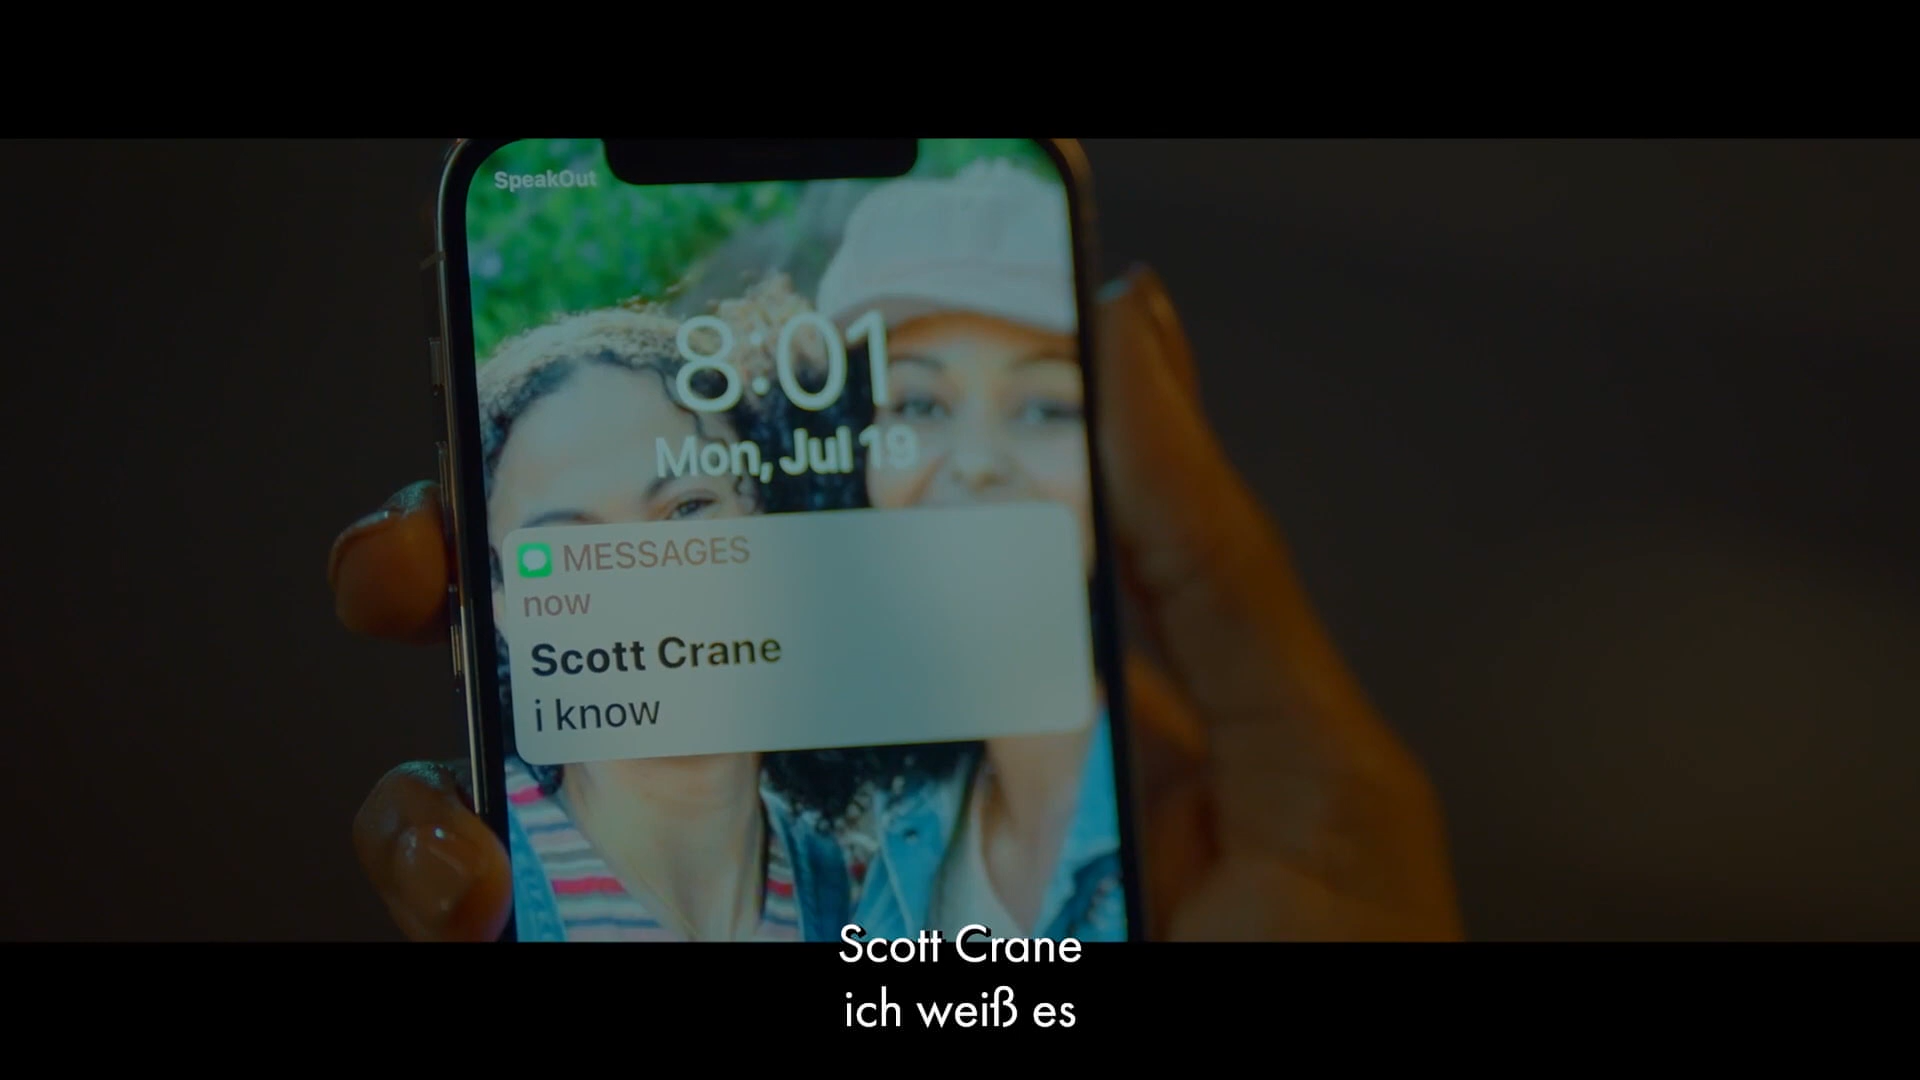 SpeakOut
8:01
Mon, Jul 19
MESSAGES
now
Scott Crane
i know
Scott Crane
ich weiß es